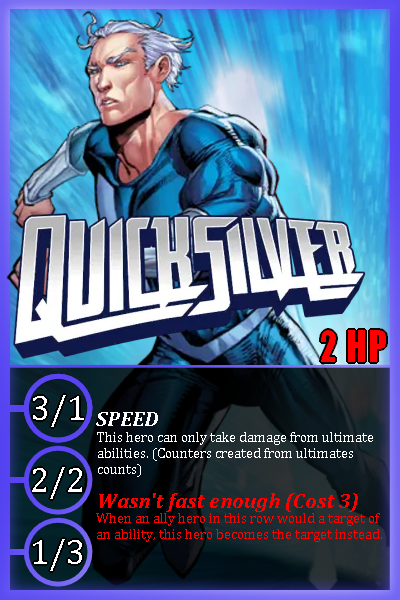 QUICKSILVER
2 HP
3/1
2/2
1/3
SPEED
This hero can only take damage from ultimate
abilities. (Counters created from ultimates
counts)
Wasn't fast enough (Cost 3)
When an ally hero in this row would a target of
an ability, this hero becomes the target instead.